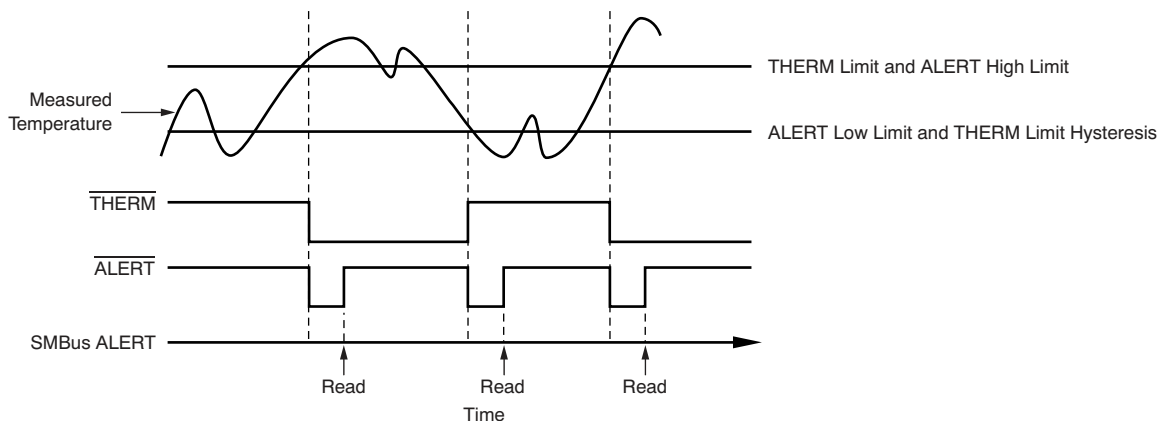 THERM Limit and ALERT High Limit
Measured
Temperature
ALERT Low Limit and THERM Limit Hysteresis
THERM
ALERT
SMBus ALERT
Read
Read
Read
Time